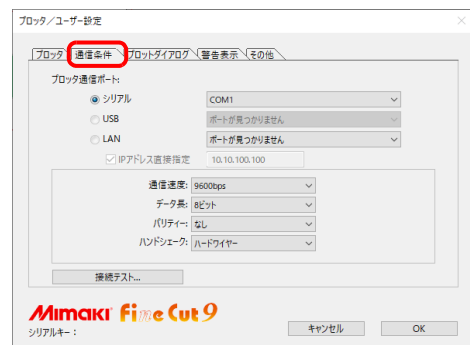 プロッタ／ユーザー設定
プロッタ 通信条件 プロットダイアログ 警告表示 その他
プロッタ通信ポート:
シリアル COM1
USB ポートが見つかりません
LAN ポートが見つかりません
IPアドレス直接指定 10.10.100.100
通信速度: 9600bps
データ長: 8ビット
パリティー: なし
ハンドシェーク: ハードワイヤー
接続テスト...
Mimaki Fine Cut 9
シリアルキー：
キャンセル OK